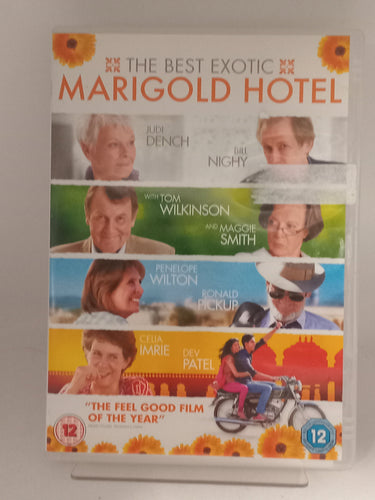 THE BEST EXOTIC
MARIGOLD HOTEL
JUDI
DENCH
BILL
NIGHY
WITH TOM
WILKINSON
AND MAGGIE
SMITH
PENELOPE
WILTON
RONALD
PICKUP
CELIA
IMRIE
DEV
PATEL
"THE FEEL GOOD FILM
OF THE YEAR"
12
12